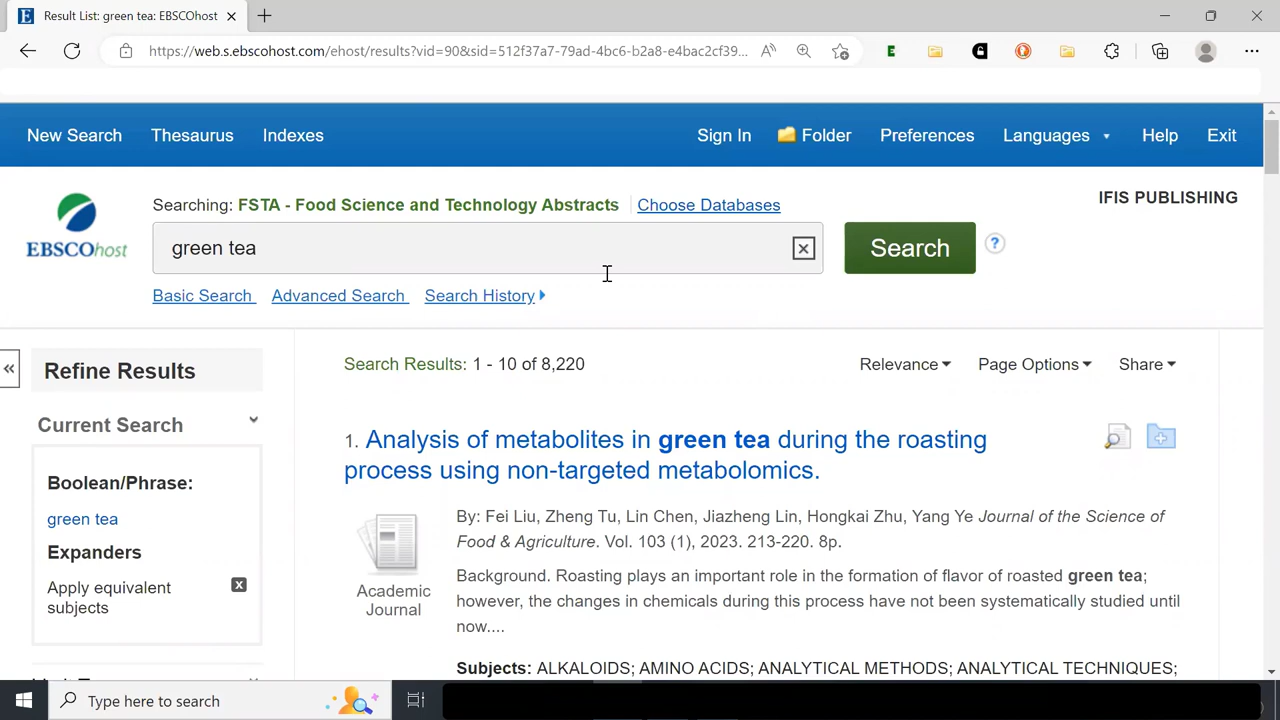 Result List: green tea: EBSCOhost
https://web.s.ebscohost.com/ehost/results?vid=90&sid=512f37a7-79ad-4bc6-b2a8-e4bac2cf39...
New Search Thesaurus Indexes Sign In Folder Preferences Languages Help Exit
Searching: FSTA - Food Science and Technology Abstracts Choose Databases
IFIS PUBLISHING
EBSCOhost
green tea
Search
Basic Search Advanced Search Search History
Refine Results
Current Search
Boolean/Phrase:
green tea
Expanders
Apply equivalent
subjects
Search Results: 1 - 10 of 8,220 Relevance Page Options Share
1. Analysis of metabolites in green tea during the roasting
process using non-targeted metabolomics.
Academic
Journal
By: Fei Liu, Zheng Tu, Lin Chen, Jiazheng Lin, Hongkai Zhu, Yang Ye Journal of the Science of
Food & Agriculture. Vol. 103 (1), 2023. 213-220. 8p.
Background. Roasting plays an important role in the formation of flavor of roasted green tea;
however, the changes in chemicals during this process have not been systematically studied until
now....
Subjects: ALKALOIDS; AMINO ACIDS; ANALYTICAL METHODS; ANALYTICAL TECHNIQUES;
Type here to search